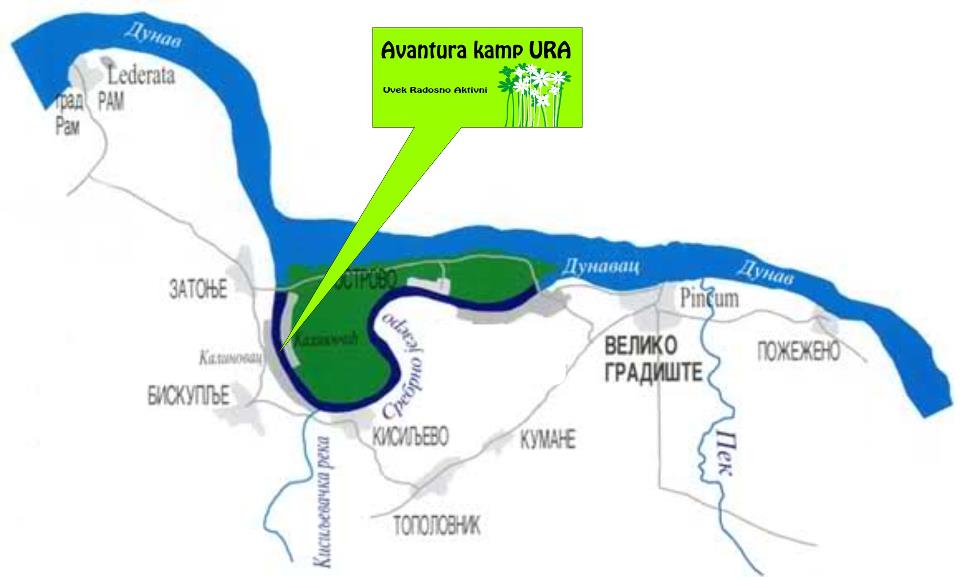 Дунав
Avantura kamp URA
Uvek Radosno Aktivni
Lederata
град РАМ
Рам
ЗАТОЊЕ
ОСТРОВО
Дунавац
Дунав
Pincum
Калиновац
Сребрно језеро
ВЕЛИКО
ГРАДИШТЕ
ПОЖЕЖЕНО
БИСКУПЉЕ
КИСИЉЕВО
КУМАНЕ
Пек
Кисиљевачка река
ТОПОЛОВНИК